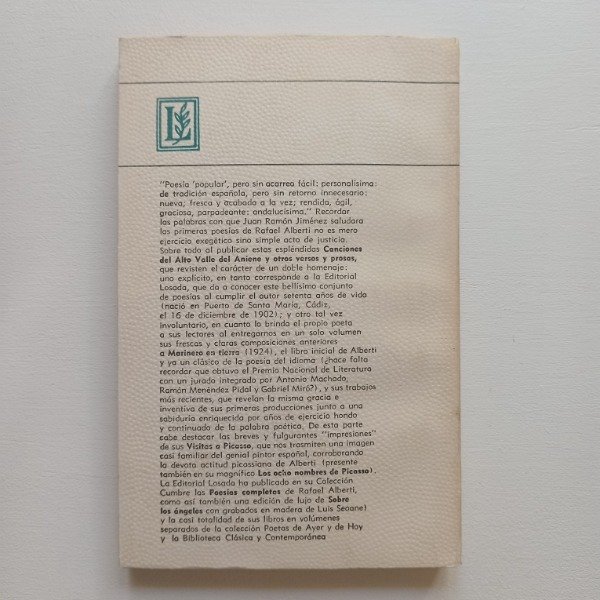 L
"Poesía 'popular', pero sin acarreo fácil: personalísima:
de tradición española, pero sin retorno innecesario:
nueva, fresca y acabada a la vez; rendida, ágil,
graciosa, parpadeante: andalucísima." Recordar
las palabras con que Juan Ramón Jiménez saludara
las primeras poesías de Rafael Alberti no es mero
ejercicio exegético sino simple acto de justicia.
Sobre todo al publicar estas espléndidas Canciones
del Alto Valle del Aniene y otros versos y prosas,
que revisten el carácter de un doble homenaje:
uno explícito, en tanto corresponde a la Editorial
Losada, que da a conocer este bellísimo conjunto
de poesías al cumplir el autor setenta años de vida
(nació en Puerto de Santa María, Cádiz,
el 16 de diciembre de 1902); y otro tal vez
involuntario, en cuanto lo brinda el propio poeta
a sus lectores al entregarnos en un solo volumen
sus frescas y claras composiciones anteriores
a Marinero en tierra (1924), el libro inicial de Alberti
y ya un clásico de la poesía del idioma (¿hace falta
recordar que obtuvo el Premio Nacional de Literatura
con un jurado integrado por Antonio Machado,
Ramón Menéndez Pidal y Gabriel Miró?), y sus trabajos
más recientes, que revelan la misma gracia e
inventiva de sus primeras producciones junto a una
sabiduría enriquecida por años de ejercicio hondo
y continuado de la palabra poética. De esta parte
cabe destacar las breves y fulgurantes "impresiones"
de sus Visitas a Picasso, que nos trasmiten una imagen
casi familiar del genial pintor español, corroborando
la devota actitud picassiana de Alberti (presente
también en su magnífico Los ocho nombres de Picasso).
La Editorial Losada ha publicado en su Colección
Cumbre las Poesías completas de Rafael Alberti,
como así también una edición de lujo de Sobre
los ángeles con grabados en madera de Luis Seoane)
y la casi totalidad de sus libros en volúmenes
separados de la colección Poetas de Ayer y de Hoy
y la Biblioteca Clásica y Contemporánea